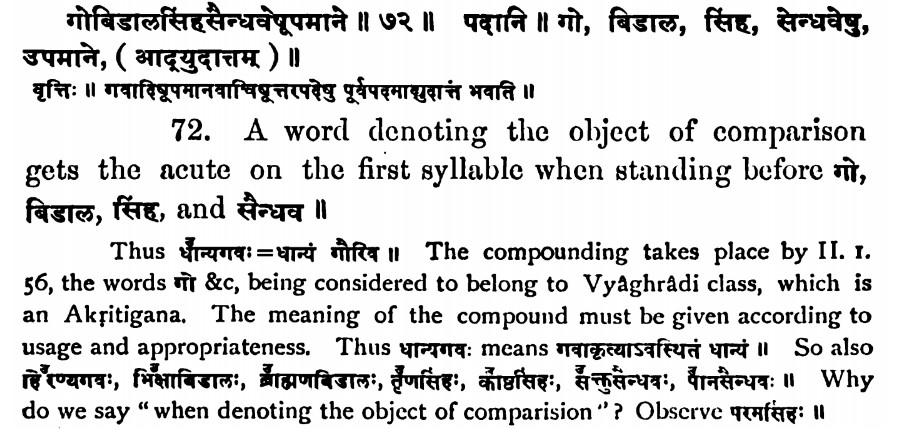 गोबिडालसिंहसैन्धवेषूपमाने ॥ ७२ ॥ पदानि ॥ गो, बिडाल, सिंह, सेन्धवेषु,
उपमाने, ( आद्युदात्तम् ) ॥
वृत्तिः ॥ गवादिषूपमानवाचिषूत्तरपदेषु पूर्वपदमाद्युदात्तं भवति ॥
72. A word denoting the object of comparison
gets the acute on the first syllable when standing before गो,
बिडाल, सिंह, and सैन्धव ॥
Thus धाँन्यगवः=धान्यं गौरिव ॥ The compounding takes place by II. 1.
56, the words गो &c, being considered to belong to Vyâghrâdi class, which is
an Akṛitigana. The meaning of the compound must be given according to
usage and appropriateness. Thus धान्यगवः means गवाकृत्याऽवस्थितं धान्यं ॥ So also
हिँरण्यगवः, भिँक्षाबिडालः, ब्राँह्मणबिडालः, तृँणसिंहः, काँष्ठसिंहः, सँक्तुसैन्धवः, पाँनसैन्धवः ॥ Why
do we say "when denoting the object of comparision"? Observe परमसिंहः ॥